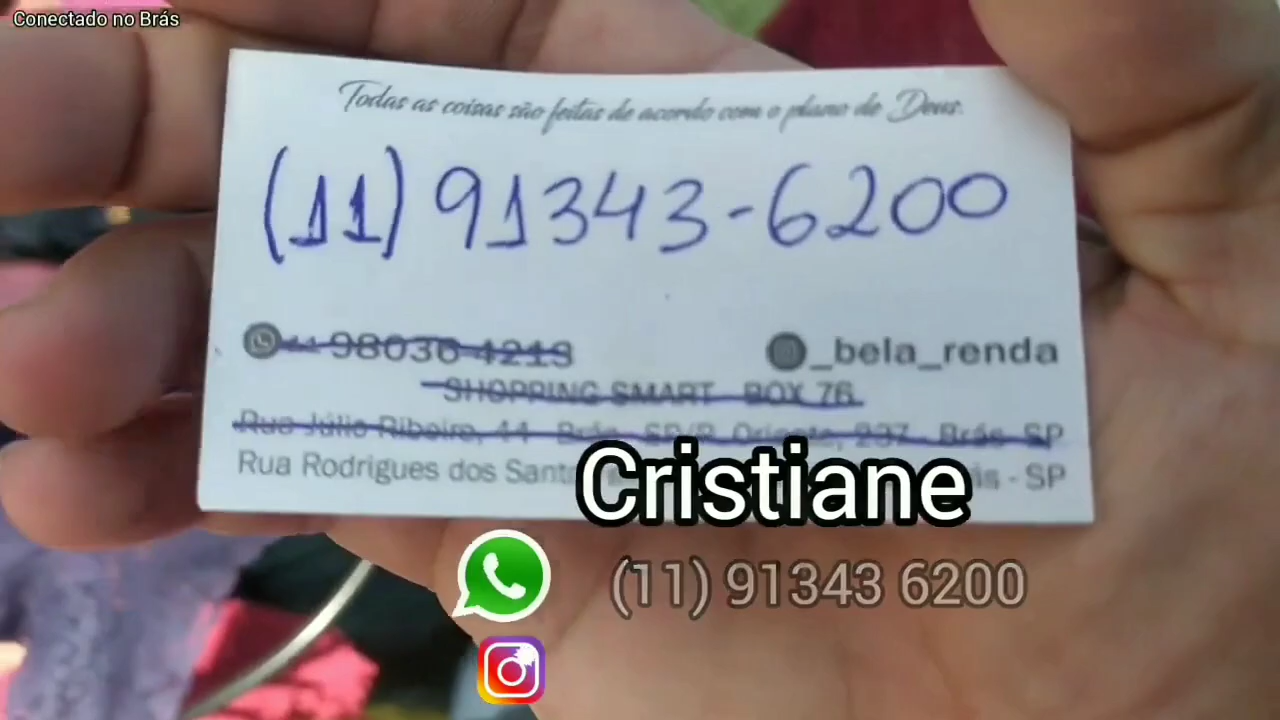 Conectado no Brás
Todas as coisas são feitas de acordo com o plano de Deus.
(11) 91343-6200
11 98036-4213
_bela_renda
SHOPPING SMART - BOX 76
Rua Júlio Ribeiro, 44 - Brás - SP/R. Oriente, 237 - Brás - SP
Rua Rodrigues dos - SP
Cristiane
(11) 91343 6200